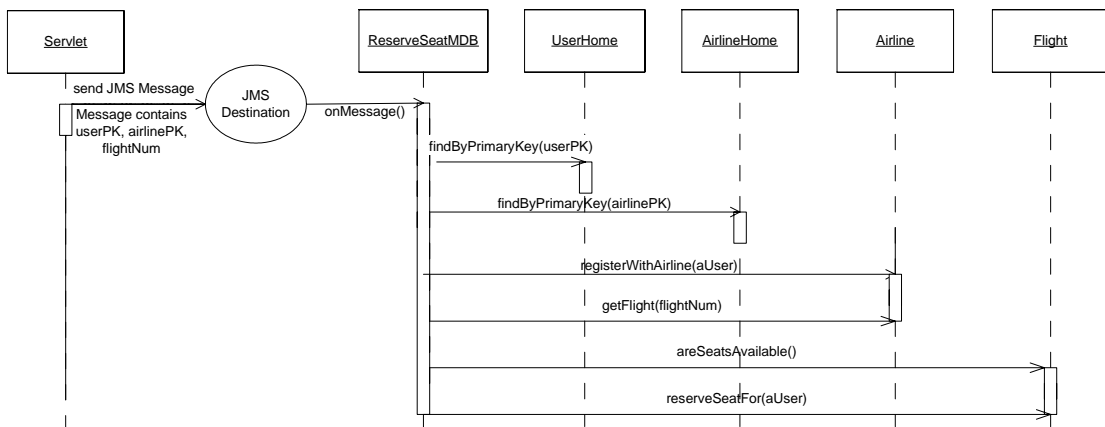 Servlet
ReserveSeatMDB
UserHome
AirlineHome
Airline
Flight
send JMS Message
Message contains
userPK, airlinePK,
flightNum
JMS
Destination
onMessage()
findByPrimaryKey(userPK)
findByPrimaryKey(airlinePK)
registerWithAirline(aUser)
getFlight(flightNum)
areSeatsAvailable()
reserveSeatFor(aUser)